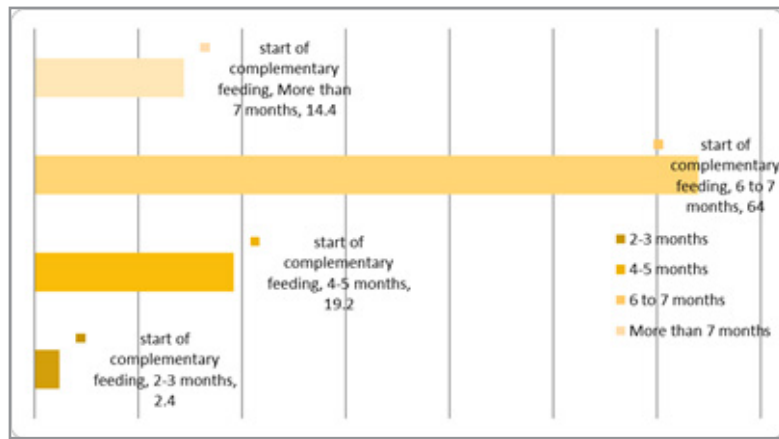 start of
complementary
feeding, More than
7 months, 14.4
start of
complementary
feeding, 6 to 7
months, 64
start of
complementary
feeding, 4-5 months,
19.2
start of
complementary
feeding, 2-3 months,
2.4
2-3 months
4-5 months
6 to 7 months
More than 7 months